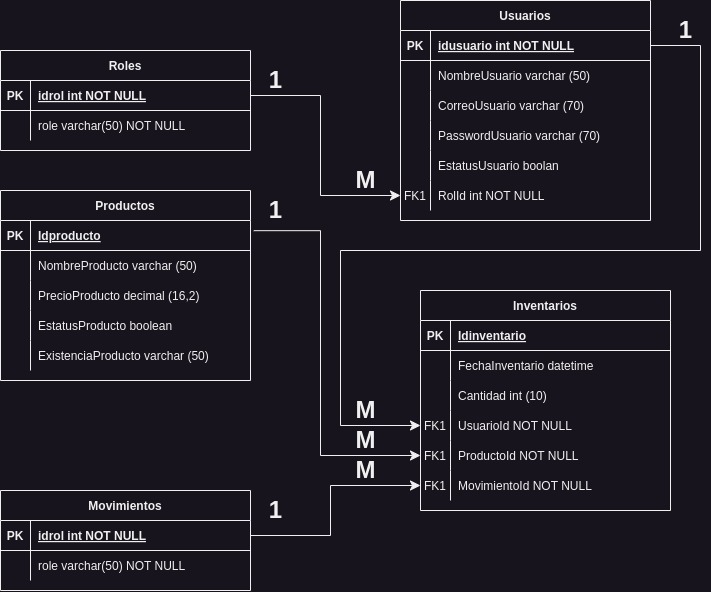 Usuarios
PK idusuario int NOT NULL
NombreUsuario varchar (50)
CorreoUsuario varchar (70)
PasswordUsuario varchar (70)
EstatusUsuario boolan
FK1 RolId int NOT NULL
1
Roles
PK idrol int NOT NULL
role varchar(50) NOT NULL
1
M
Productos
PK Idproducto
NombreProducto varchar (50)
PrecioProducto decimal (16,2)
EstatusProducto boolean
ExistenciaProducto varchar (50)
1
Inventarios
PK Idinventario
FechaInventario datetime
Cantidad int (10)
FK1 UsuarioId NOT NULL
FK1 ProductoId NOT NULL
FK1 MovimientoId NOT NULL
M
M
M
Movimientos
PK idrol int NOT NULL
role varchar(50) NOT NULL
1